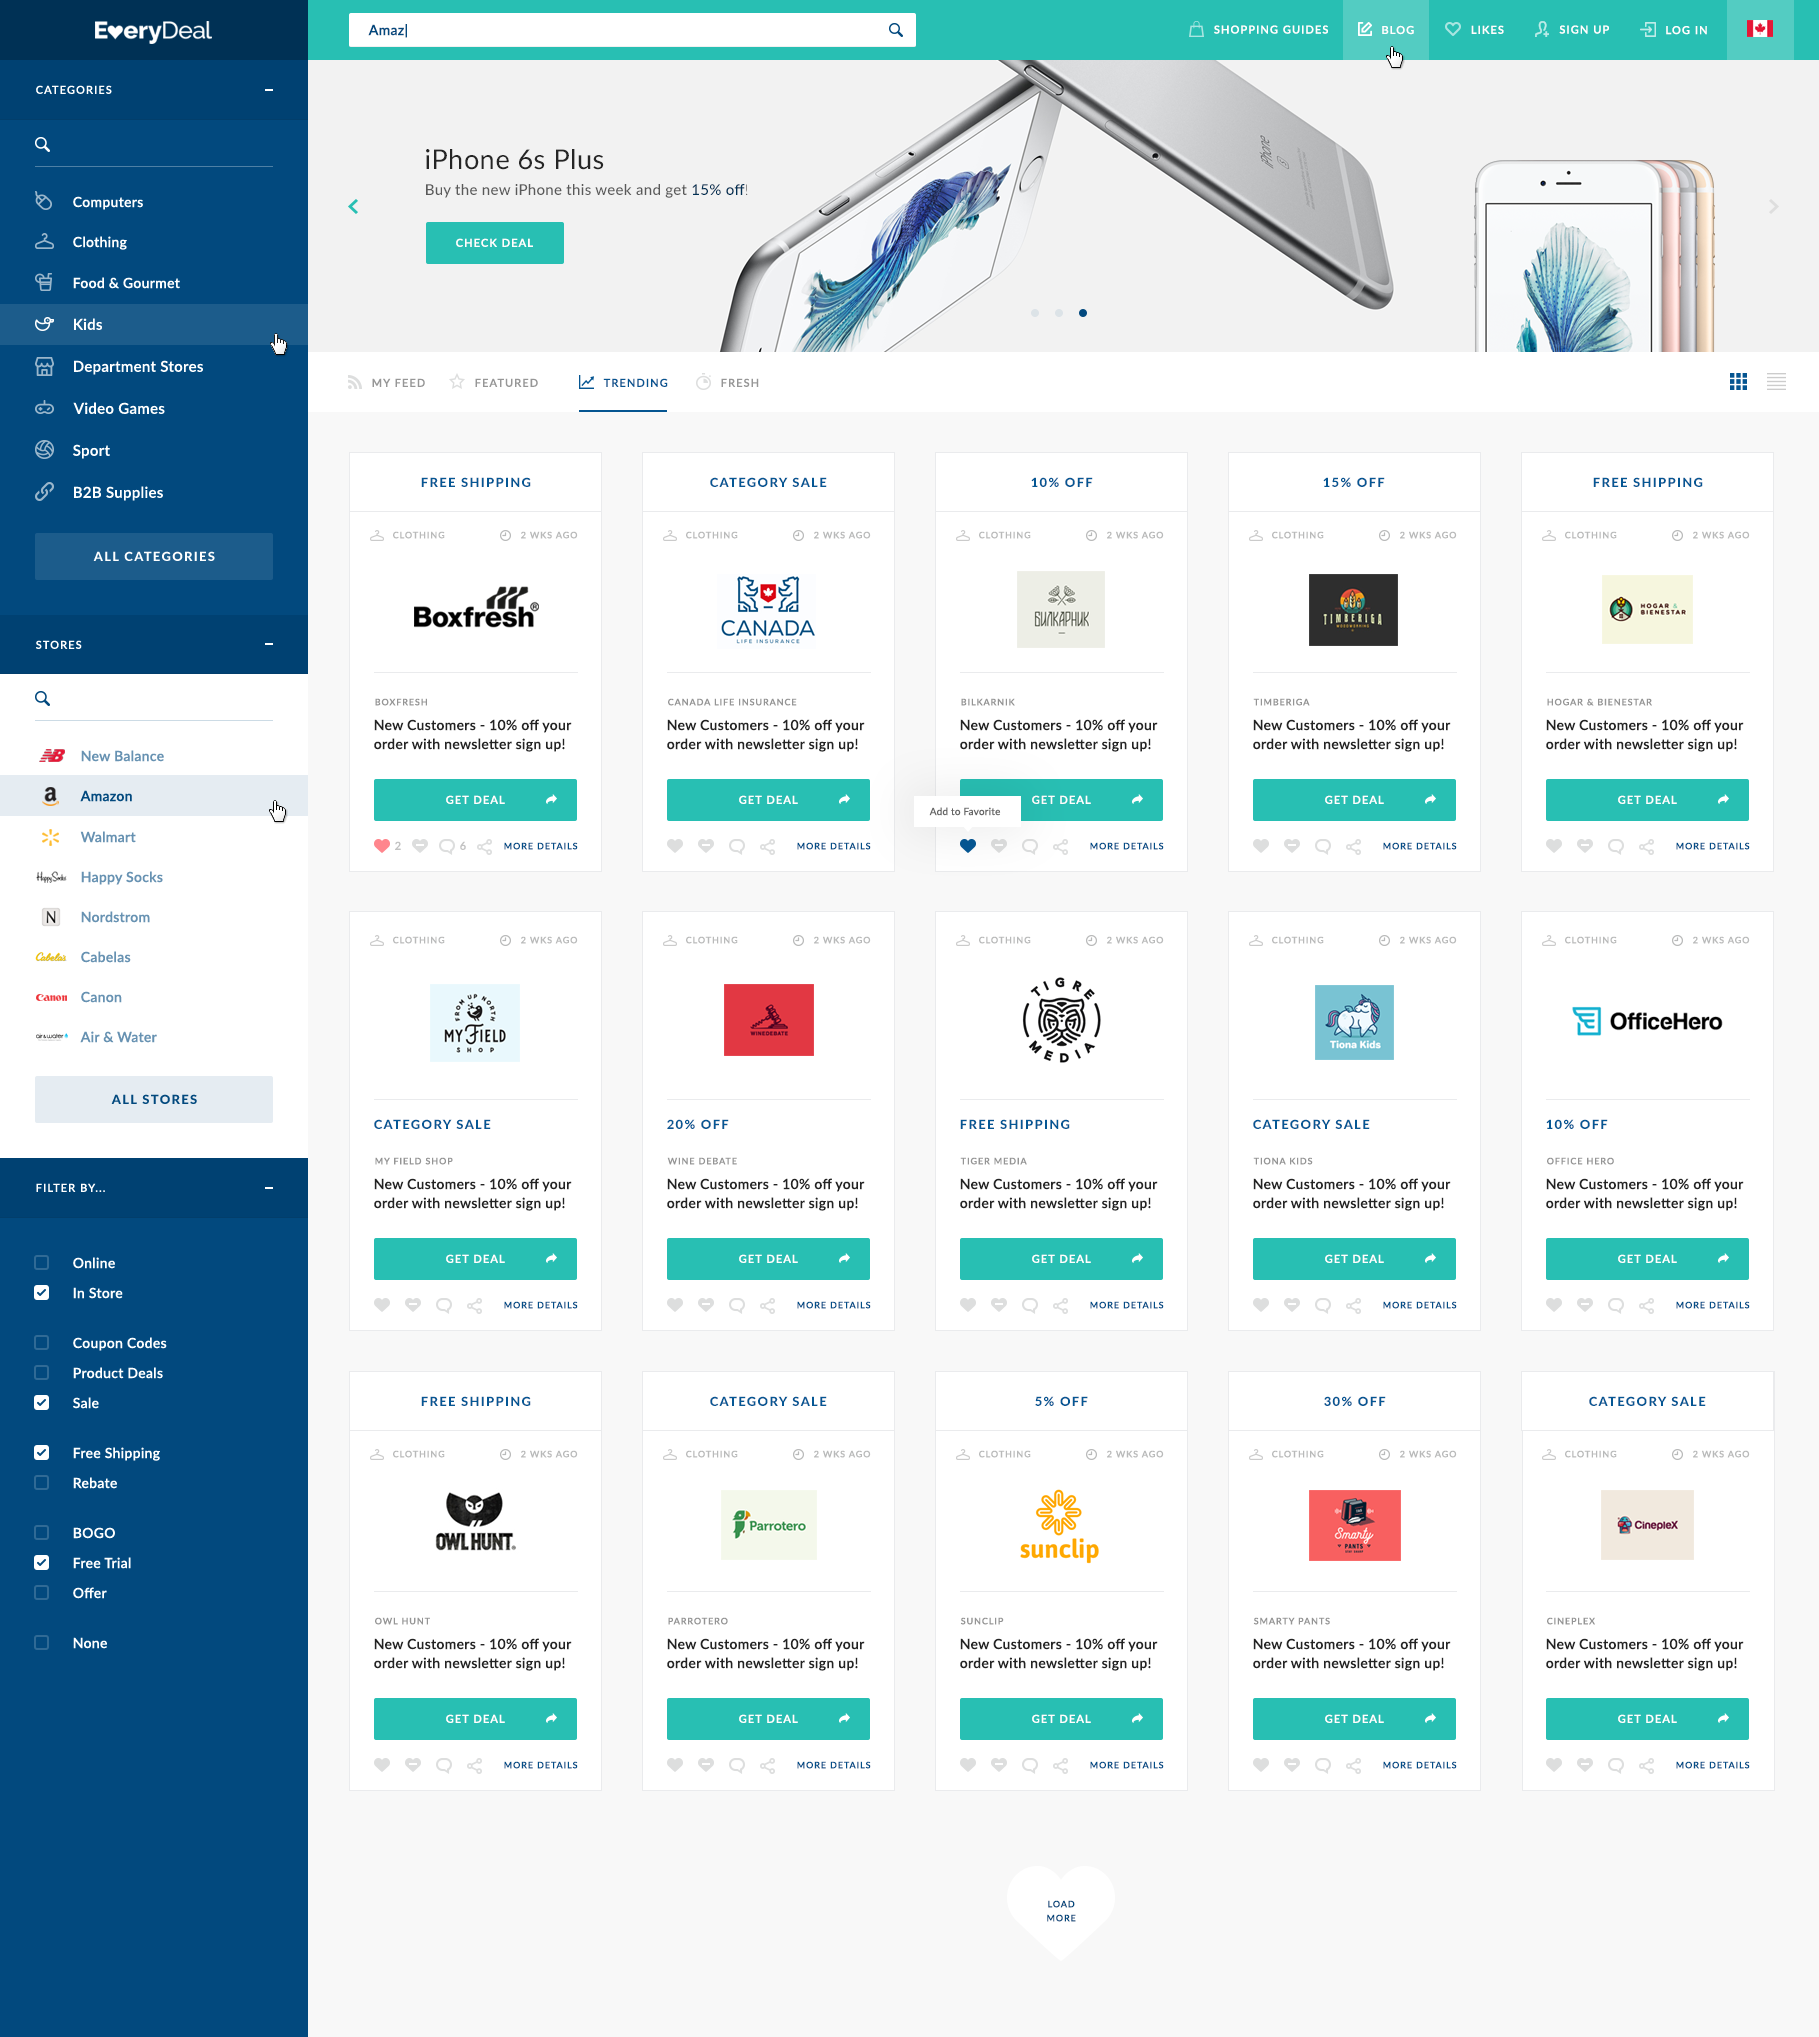 EveryDeal
Amaz
SHOPPING GUIDES
BLOG
LIKES
SIGN UP
LOG IN
CATEGORIES
Computers
Clothing
Food & Gourmet
Kids
Department Stores
Video Games
Sport
B2B Supplies
ALL CATEGORIES
STORES
New Balance
Amazon
Walmart
Happy Socks
Happy Socks
N
Nordstrom
Cabela's
Cabelas
Canon
Canon
air&water
Air & Water
ALL STORES
FILTER BY...
Online
In Store
Coupon Codes
Product Deals
Sale
Free Shipping
Rebate
BOGO
Free Trial
Offer
None
iPhone 6s Plus
Buy the new iPhone this week and get 15% off!
CHECK DEAL
iPhone
S
MY FEED
FEATURED
TRENDING
FRESH
FREE SHIPPING
CLOTHING
2 WKS AGO
Boxfresh®
BOXFRESH
New Customers - 10% off your
order with newsletter sign up!
GET DEAL
2
6
MORE DETAILS
CATEGORY SALE
CLOTHING
2 WKS AGO
CANADA
LIFE INSURANCE
CANADA LIFE INSURANCE
New Customers - 10% off your
order with newsletter sign up!
GET DEAL
MORE DETAILS
10% OFF
CLOTHING
2 WKS AGO
БИЛКАРНИК
BILKARNIK
New Customers - 10% off your
order with newsletter sign up!
GET DEAL
Add to Favorite
MORE DETAILS
15% OFF
CLOTHING
2 WKS AGO
TIMBERIGA
WOODWORKING
TIMBERIGA
New Customers - 10% off your
order with newsletter sign up!
GET DEAL
MORE DETAILS
FREE SHIPPING
CLOTHING
2 WKS AGO
HOGAR &
BIENESTAR
HOGAR & BIENESTAR
New Customers - 10% off your
order with newsletter sign up!
GET DEAL
MORE DETAILS
CLOTHING
2 WKS AGO
FROM UP NORTH
MY FIELD
SHOP
CATEGORY SALE
MY FIELD SHOP
New Customers - 10% off your
order with newsletter sign up!
GET DEAL
MORE DETAILS
CLOTHING
2 WKS AGO
WINEDEBATE
20% OFF
WINE DEBATE
New Customers - 10% off your
order with newsletter sign up!
GET DEAL
MORE DETAILS
CLOTHING
2 WKS AGO
TIGRE
MEDIA
FREE SHIPPING
TIGER MEDIA
New Customers - 10% off your
order with newsletter sign up!
GET DEAL
MORE DETAILS
CLOTHING
2 WKS AGO
Tiona Kids
CATEGORY SALE
TIONA KIDS
New Customers - 10% off your
order with newsletter sign up!
GET DEAL
MORE DETAILS
CLOTHING
2 WKS AGO
OfficeHero
10% OFF
OFFICE HERO
New Customers - 10% off your
order with newsletter sign up!
GET DEAL
MORE DETAILS
FREE SHIPPING
CLOTHING
2 WKS AGO
OWL HUNT
OWL HUNT
New Customers - 10% off your
order with newsletter sign up!
GET DEAL
MORE DETAILS
CATEGORY SALE
CLOTHING
2 WKS AGO
Parrotero
PARROTERO
New Customers - 10% off your
order with newsletter sign up!
GET DEAL
MORE DETAILS
5% OFF
CLOTHING
2 WKS AGO
sunclip
SUNCLIP
New Customers - 10% off your
order with newsletter sign up!
GET DEAL
MORE DETAILS
30% OFF
CLOTHING
2 WKS AGO
Smarty
PANTS
SMARTY PANTS
New Customers - 10% off your
order with newsletter sign up!
GET DEAL
MORE DETAILS
CATEGORY SALE
CLOTHING
2 WKS AGO
CinepleX
CINEPLEX
New Customers - 10% off your
order with newsletter sign up!
GET DEAL
MORE DETAILS
LOAD
MORE